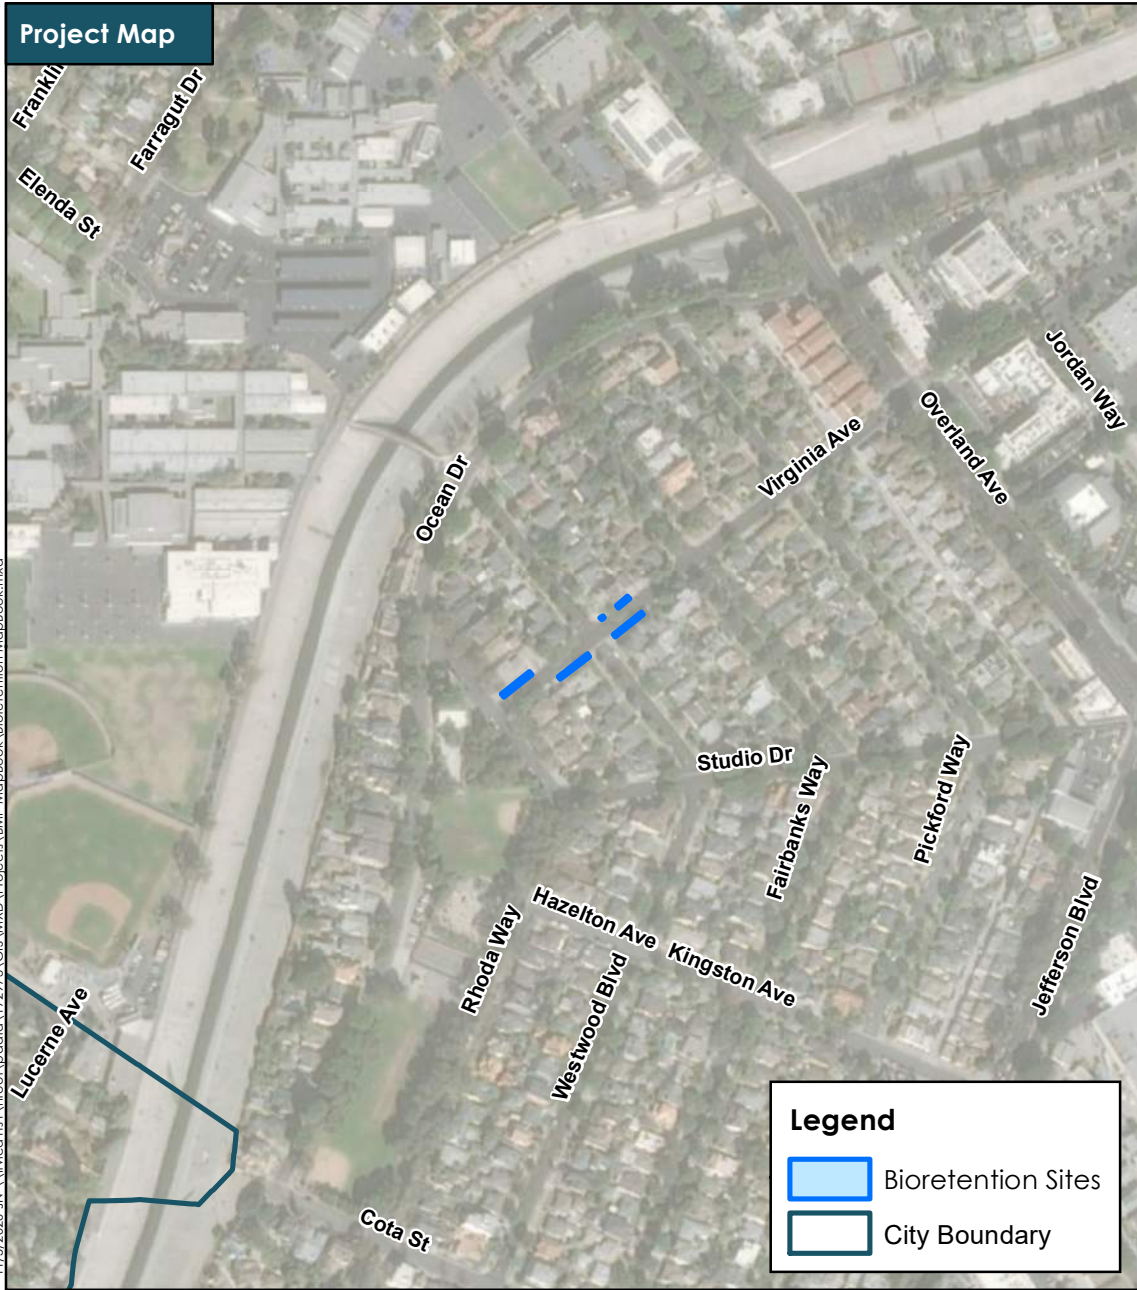 Project Map
Franklin
Farragut Dr
Elenda St
Jordan Way
Overland Ave
Virginia Ave
Ocean Dr
Studio Dr
Fairbanks Way
Pickford Way
Hazelton Ave
Kingston Ave
Rhoda Way
Westwood Blvd
Jefferson Blvd
Lucerne Ave
Cota St
Legend
Bioretention Sites
City Boundary